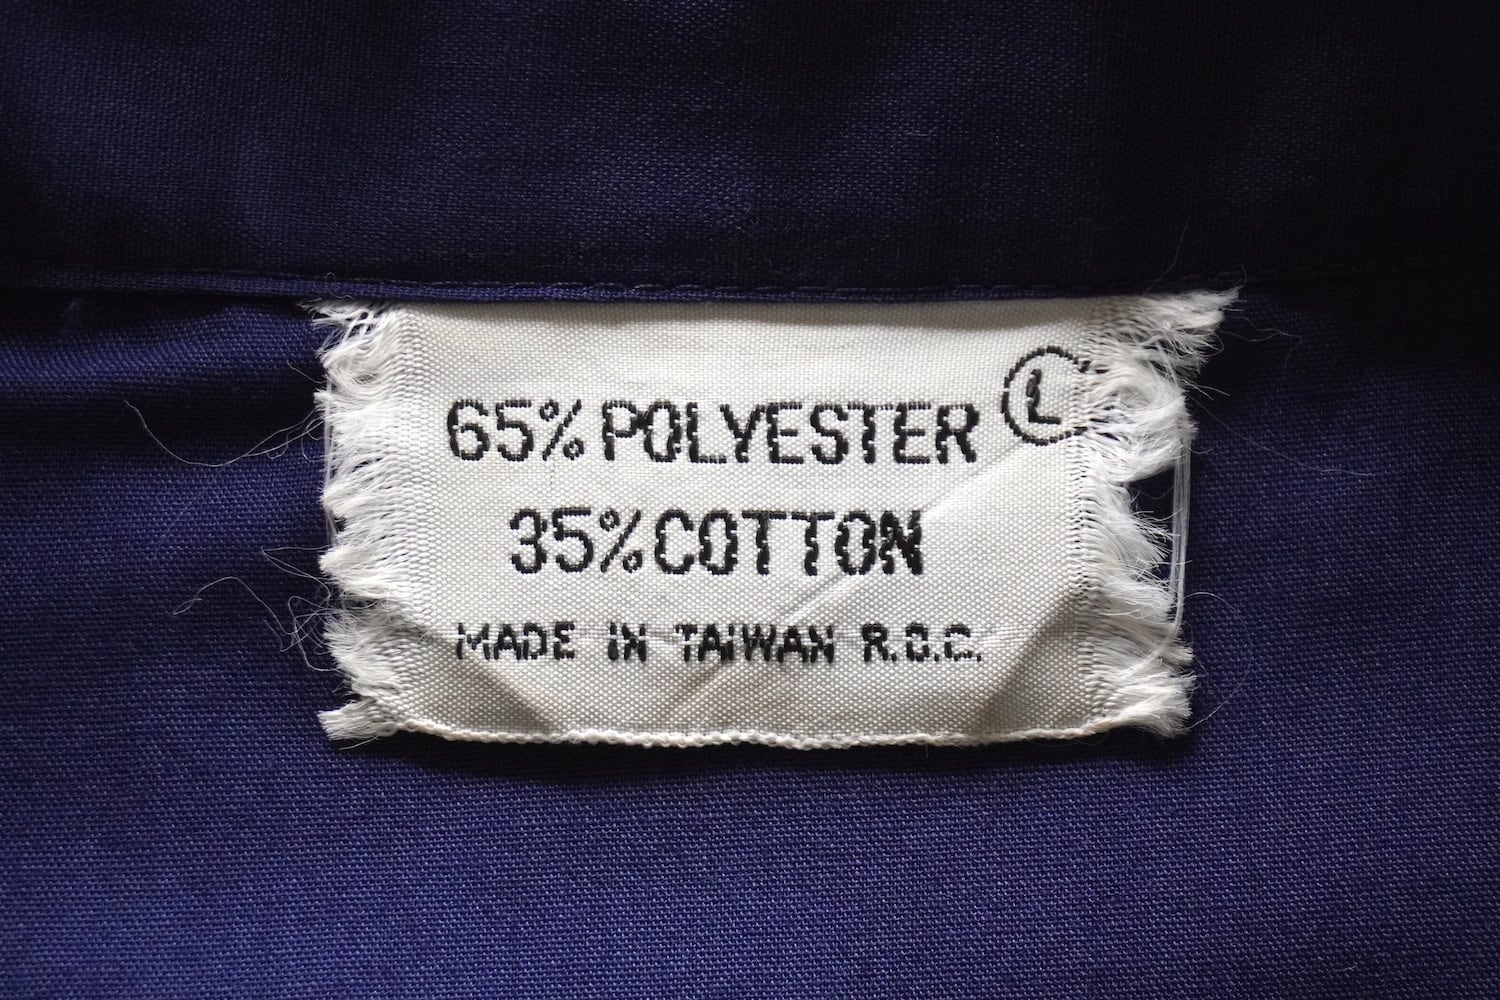 65% POLYESTER Ⓛ
35% COTTON
MADE IN TAIWAN R.O.C.